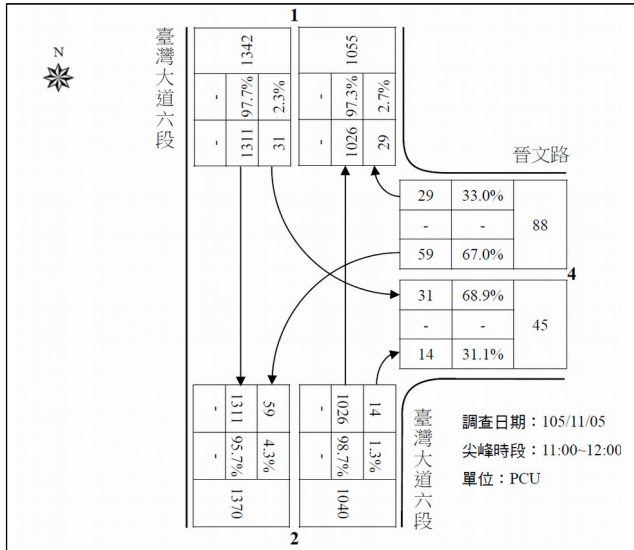 1
N
臺灣大道六段
1342
- 97.7% 2.3%
- 1311 31
1055
- 97.3% 2.7%
- 1026 29
晉文路
29 33.0%
- -
59 67.0%
88
4
31 68.9%
- -
14 31.1%
45
- 1311 59
- 95.7% 4.3%
1370
- 1026 14
- 98.7% 1.3%
1040
臺灣大道六段
調查日期：105/11/05
尖峰時段：11:00~12:00
單位：PCU
2